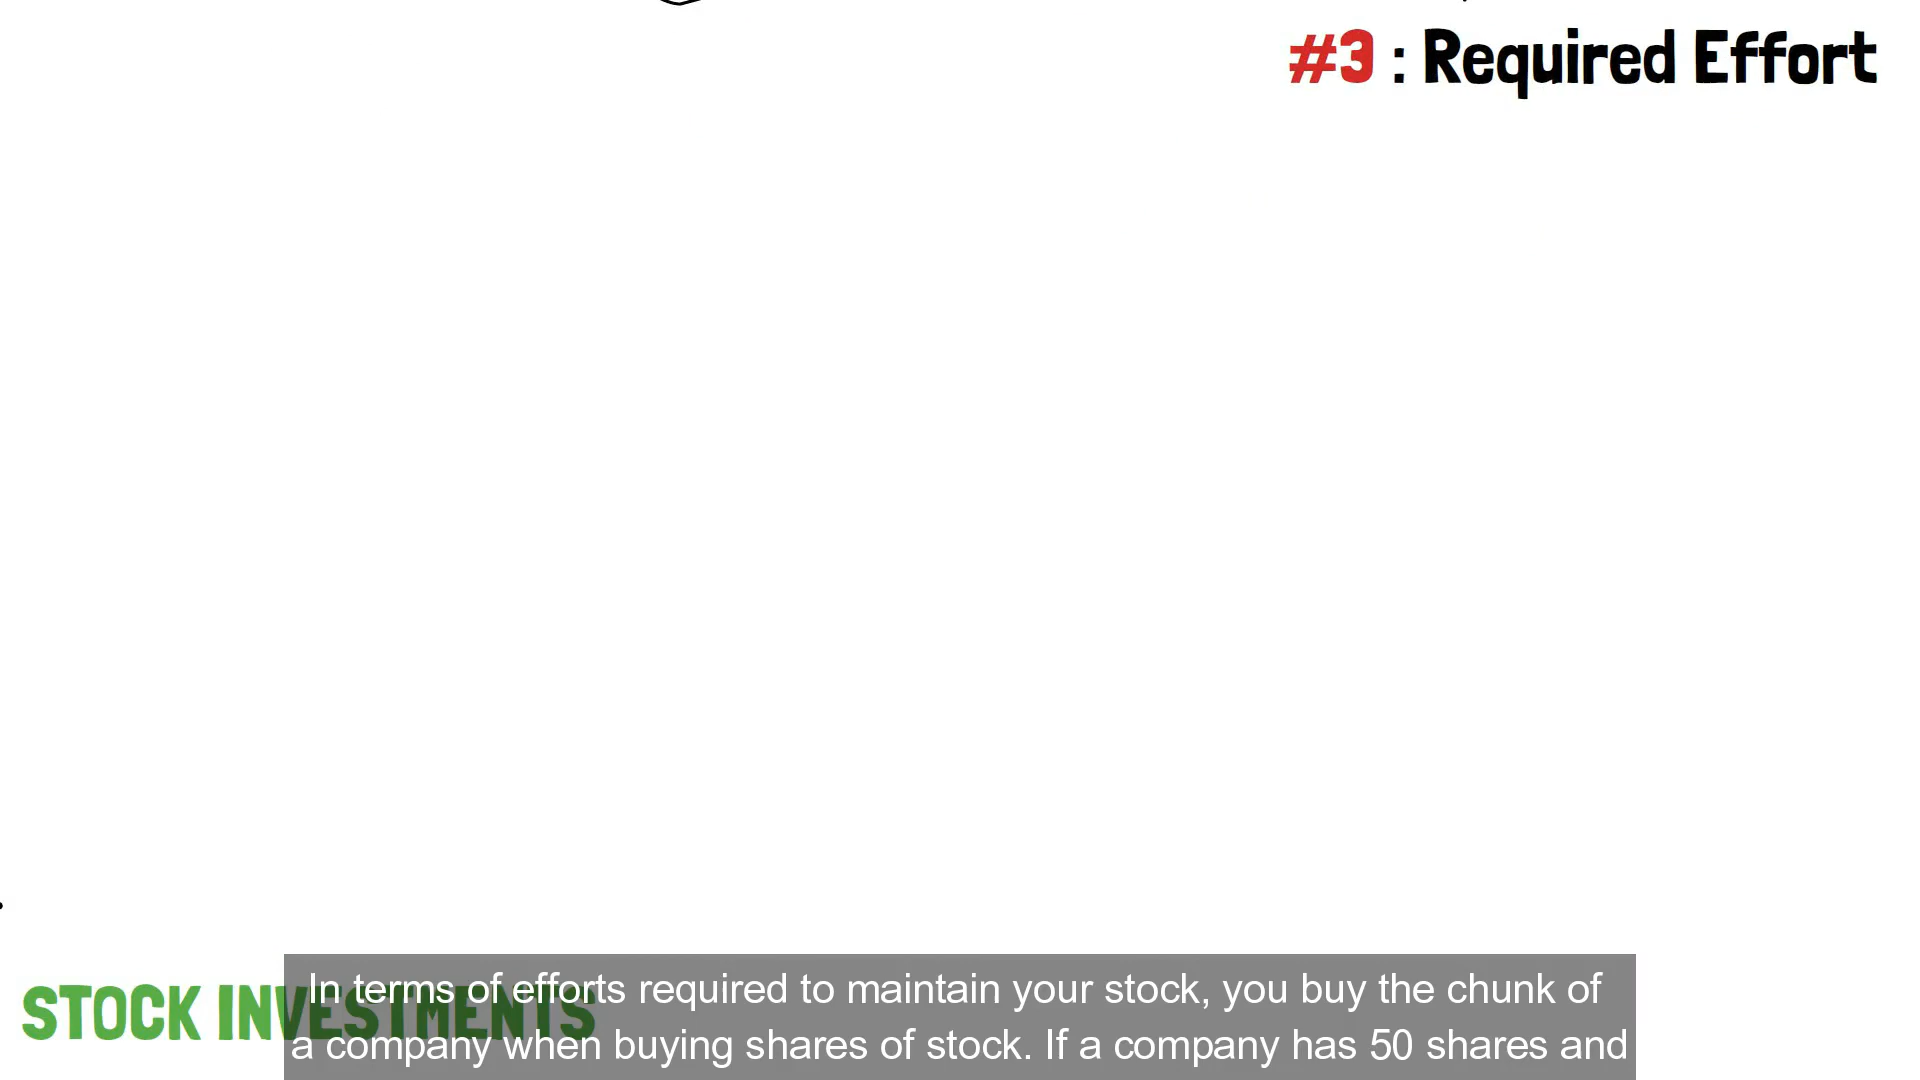 #3 : Required Effort
STOCK INVESTMENTS
In terms of efforts required to maintain your stock, you buy the chunk of
a company when buying shares of stock. If a company has 50 shares and